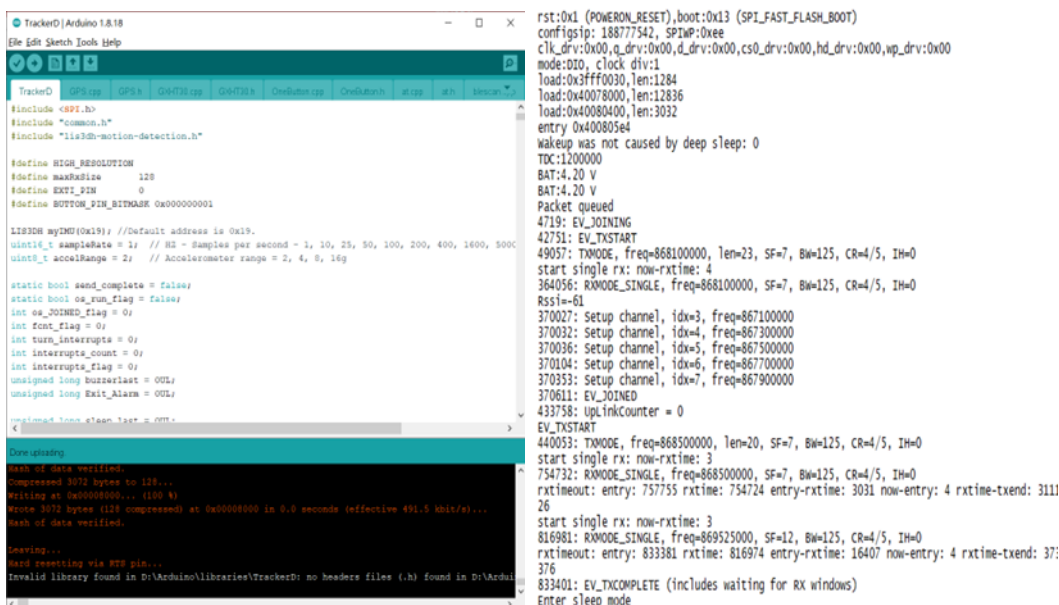 TrackerD | Arduino 1.8.18
File Edit Sketch Tools Help
TrackerD GPS.cpp GPS.h GXHT30.cpp GXHT30.h OneButton.cpp OneButton.h at.cpp at.h blescan
#include <SPI.h>
#include "common.h"
#include "lis3dh-motion-detection.h"
#define HIGH_RESOLUTION
#define maxRxSize 128
#define EXTI_PIN 0
#define BUTTON_PIN_BITMASK 0x000000001
LIS3DH myIMU(0x19); //Default address is 0x19.
uint16_t sampleRate = 1; // HZ - Samples per second - 1, 10, 25, 50, 100, 200, 400, 1600, 5000
uint8_t accelRange = 2; // Accelerometer range = 2, 4, 8, 16g
static bool send_complete = false;
static bool os_run_flag = false;
int os_JOINED_flag = 0;
int fcnt_flag = 0;
int turn_interrupts = 0;
int interrupts_count = 0;
int interrupts_flag = 0;
unsigned long buzzerlast = 0UL;
unsigned long Exit_Alarm = 0UL;
unsigned long sleep_last = 0UL;
Done uploading.
Hash of data verified.
Compressed 3072 bytes to 128...
Writing at 0x00008000... (100 %)
Wrote 3072 bytes (128 compressed) at 0x00008000 in 0.0 seconds (effective 491.5 kbit/s)...
Hash of data verified.
Leaving...
Hard resetting via RTS pin...
Invalid library found in D:\Arduino\libraries\TrackerD: no headers files (.h) found in D:\Ardui
rst:0x1 (POWERON_RESET),boot:0x13 (SPI_FAST_FLASH_BOOT)
configsip: 188777542, SPIWP:0xee
clk_drv:0x00,q_drv:0x00,d_drv:0x00,cs0_drv:0x00,hd_drv:0x00,wp_drv:0x00
mode:DIO, clock div:1
load:0x3fff0030,len:1284
load:0x40078000,len:12836
load:0x40080400,len:3032
entry 0x400805e4
Wakeup was not caused by deep sleep: 0
TDC:1200000
BAT:4.20 V
BAT:4.20 V
Packet queued
4719: EV_JOINING
42751: EV_TXSTART
49057: TXMODE, freq=868100000, len=23, SF=7, BW=125, CR=4/5, IH=0
start single rx: now-rxtime: 4
364056: RXMODE_SINGLE, freq=868100000, SF=7, BW=125, CR=4/5, IH=0
Rssi=-61
370027: Setup channel, idx=3, freq=867100000
370032: Setup channel, idx=4, freq=867300000
370036: Setup channel, idx=5, freq=867500000
370104: Setup channel, idx=6, freq=867700000
370353: Setup channel, idx=7, freq=867900000
370611: EV_JOINED
433758: UpLinkCounter = 0
EV_TXSTART
440053: TXMODE, freq=868500000, len=20, SF=7, BW=125, CR=4/5, IH=0
start single rx: now-rxtime: 3
754732: RXMODE_SINGLE, freq=868500000, SF=7, BW=125, CR=4/5, IH=0
rxtimeout: entry: 757755 rxtime: 754724 entry-rxtime: 3031 now-entry: 4 rxtime-txend: 3111
26
start single rx: now-rxtime: 3
816981: RXMODE_SINGLE, freq=869525000, SF=12, BW=125, CR=4/5, IH=0
rxtimeout: entry: 833381 rxtime: 816974 entry-rxtime: 16407 now-entry: 4 rxtime-txend: 373
376
833401: EV_TXCOMPLETE (includes waiting for RX windows)
Enter sleep mode